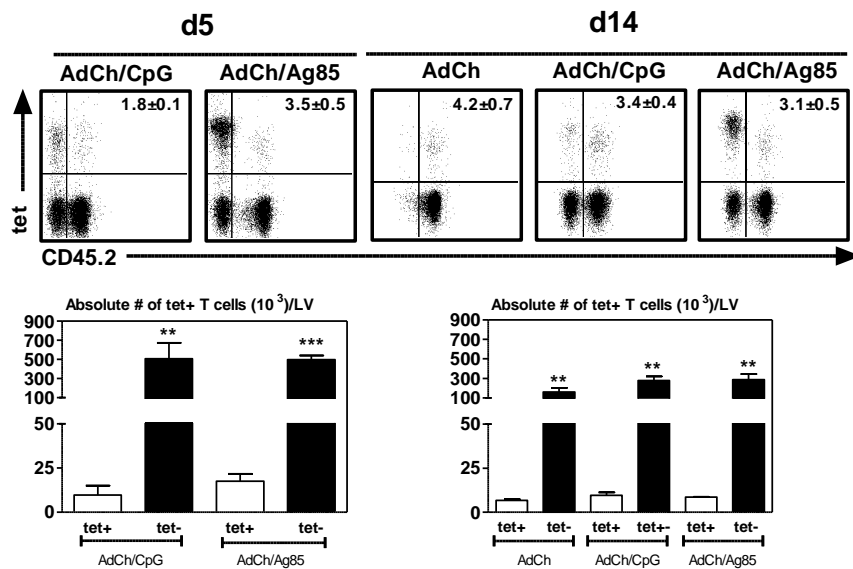 d5 d14
AdCh/CpG AdCh/Ag85 AdCh AdCh/CpG AdCh/Ag85
1.8±0.1 3.5±0.5 4.2±0.7 3.4±0.4 3.1±0.5
tet
CD45.2
Absolute # of tet+ T cells (10³)/LV
900
700
500
300
100
50
25
0
** ***
tet+ tet- tet+ tet-
AdCh/CpG AdCh/Ag85
Absolute # of tet+ T cells (10³)/LV
900
700
500
300
100
50
25
0
** ** **
tet+ tet- tet+ tet+- tet+ tet-
AdCh AdCh/CpG AdCh/Ag85